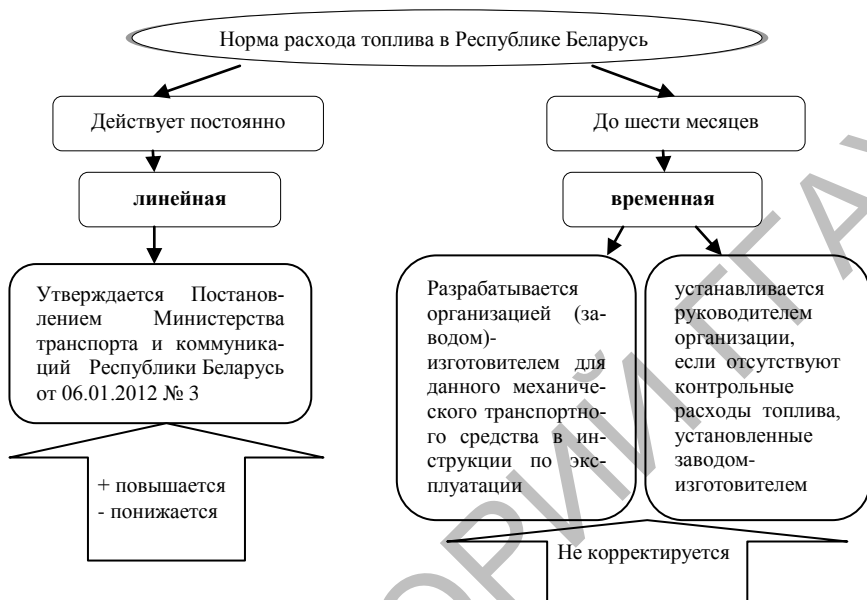 Норма расхода топлива в Республике Беларусь
Действует постоянно
До шести месяцев
линейная
временная
Утверждается Постанов-
лением Министерства
транспорта и коммуника-
ций Республики Беларусь
от 06.01.2012 № 3
Разрабатывается
организацией (за-
водом)-
изготовителем для
данного механиче-
ского транспортно-
го средства в ин-
струкции по экс-
плуатации
устанавливается
руководителем
организации,
если отсутствуют
контрольные
расходы топлива,
установленные
заводом-
изготовителем
+ повышается
- понижается
Не корректируется
ОРИЙ ГГАУ